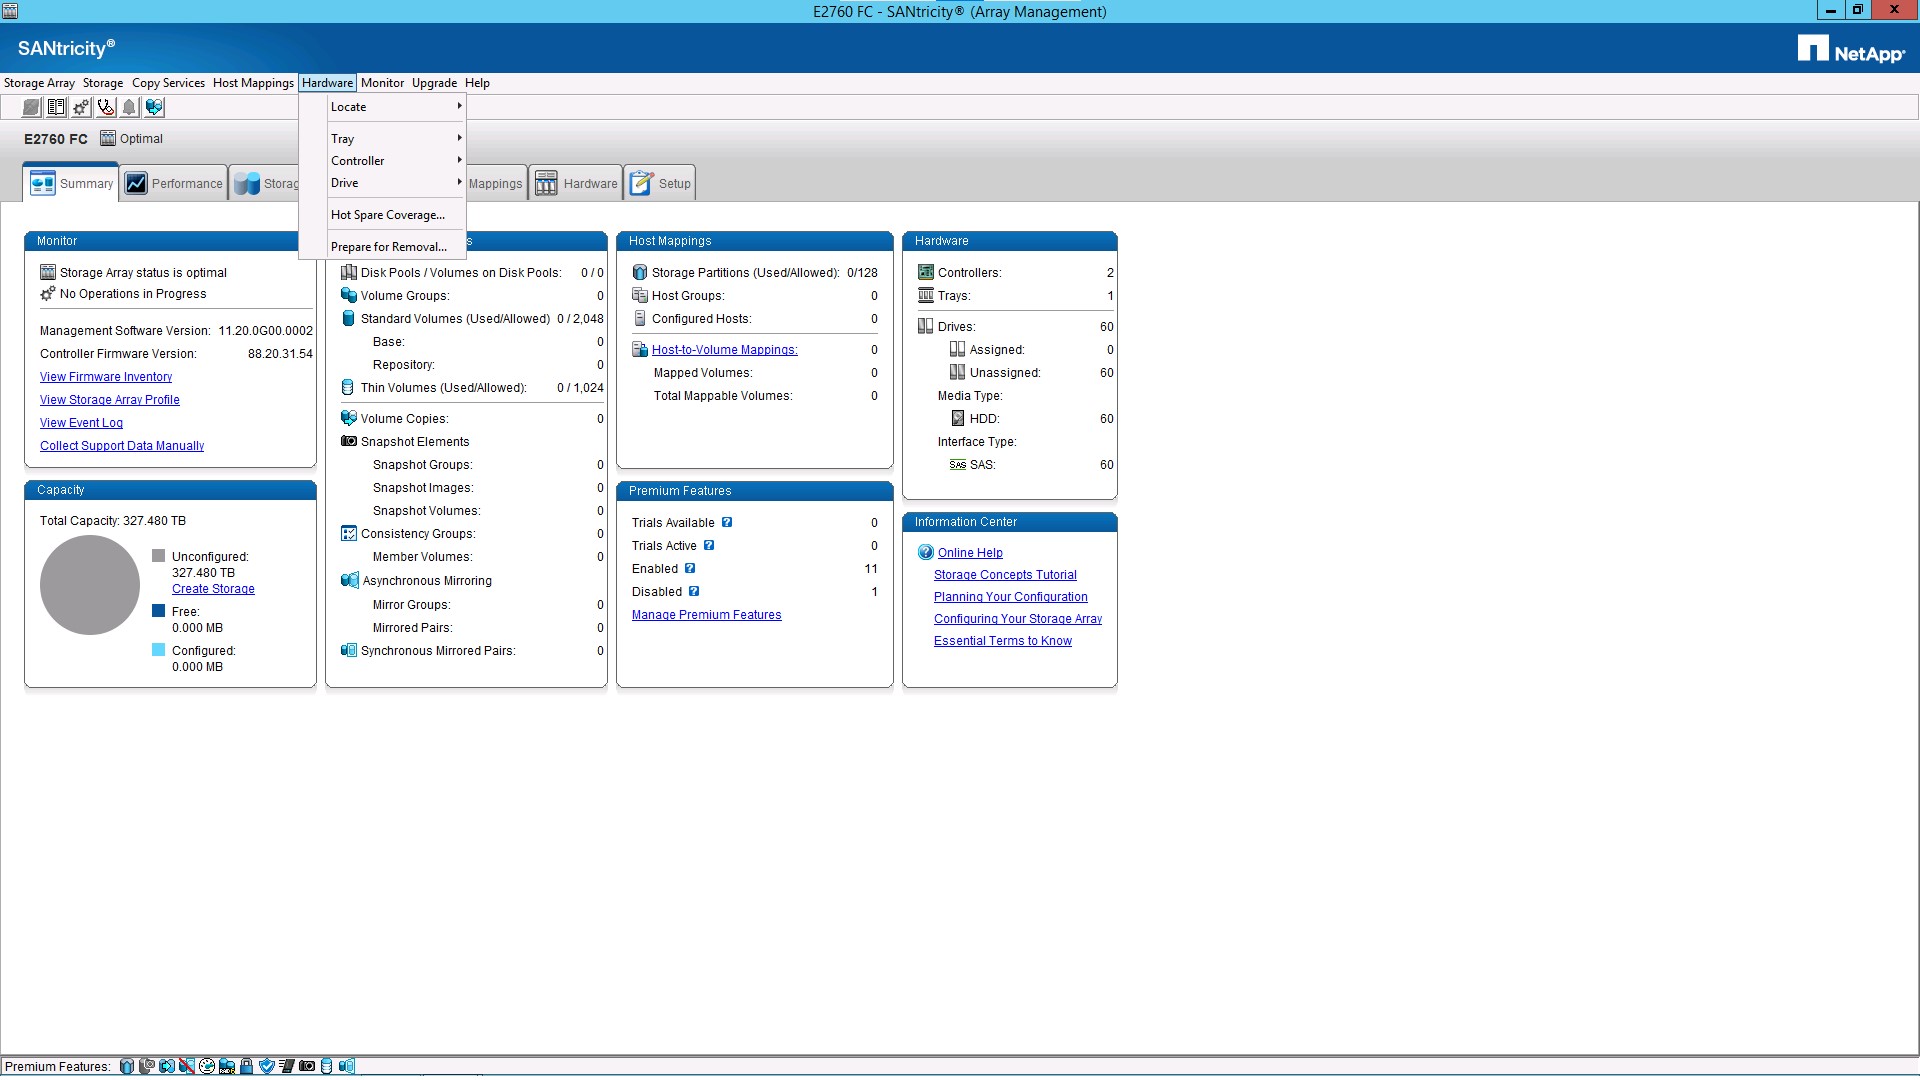 E2760 FC - SANtricity® (Array Management)
SANtricity®
NetApp®
Storage Array Storage Copy Services Host Mappings Hardware Monitor Upgrade Help
Locate
Tray
Controller
Drive
Hot Spare Coverage...
Prepare for Removal...
E2760 FC Optimal
Summary Performance Storag Mappings Hardware Setup
Monitor
Storage Array status is optimal
No Operations in Progress
Management Software Version: 11.20.0G00.0002
Controller Firmware Version: 88.20.31.54
View Firmware Inventory
View Storage Array Profile
View Event Log
Collect Support Data Manually
Capacity
Total Capacity: 327.480 TB
Unconfigured:
327.480 TB
Create Storage
Free:
0.000 MB
Configured:
0.000 MB
s
Disk Pools / Volumes on Disk Pools: 0 / 0
Volume Groups: 0
Standard Volumes (Used/Allowed) 0 / 2,048
Base: 0
Repository: 0
Thin Volumes (Used/Allowed): 0 / 1,024
Volume Copies: 0
Snapshot Elements
Snapshot Groups: 0
Snapshot Images: 0
Snapshot Volumes: 0
Consistency Groups: 0
Member Volumes: 0
Asynchronous Mirroring
Mirror Groups: 0
Mirrored Pairs: 0
Synchronous Mirrored Pairs: 0
Host Mappings
Storage Partitions (Used/Allowed): 0/128
Host Groups: 0
Configured Hosts: 0
Host-to-Volume Mappings: 0
Mapped Volumes: 0
Total Mappable Volumes: 0
Premium Features
Trials Available ? 0
Trials Active ? 0
Enabled ? 11
Disabled ? 1
Manage Premium Features
Hardware
Controllers: 2
Trays: 1
Drives: 60
Assigned: 0
Unassigned: 60
Media Type:
HDD: 60
Interface Type:
SAS SAS: 60
Information Center
? Online Help
Storage Concepts Tutorial
Planning Your Configuration
Configuring Your Storage Array
Essential Terms to Know
Premium Features: